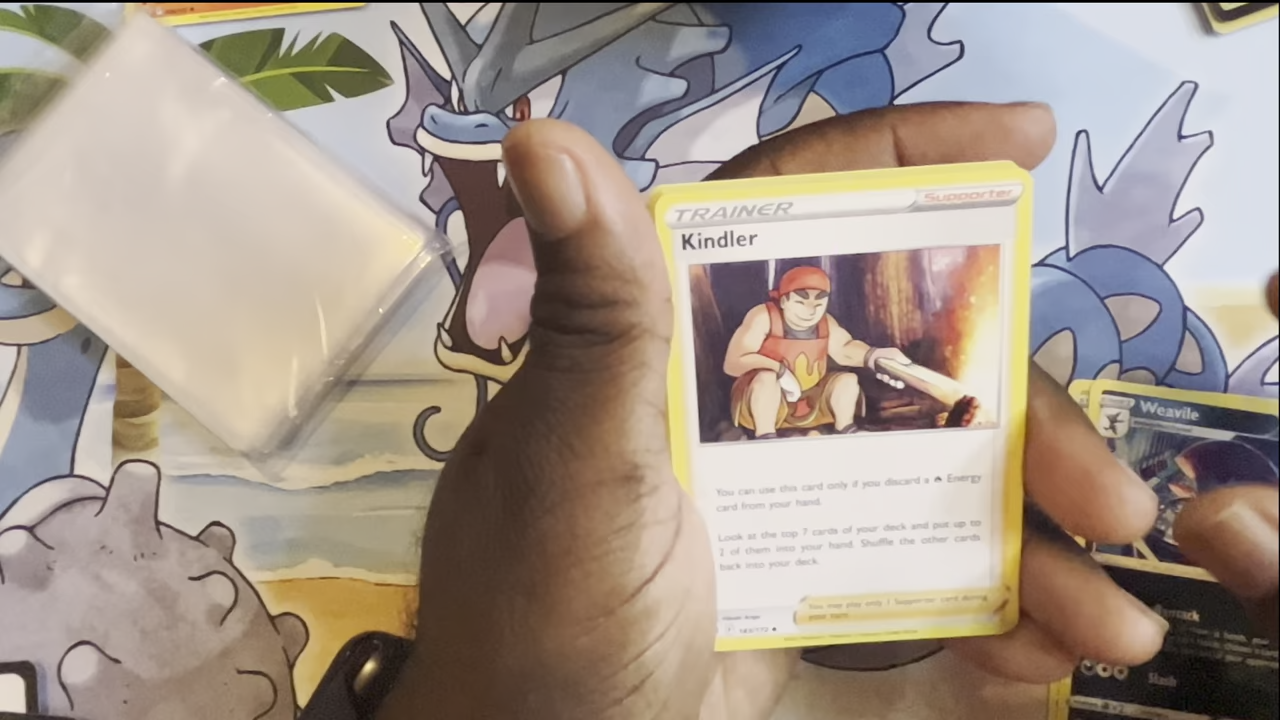 TRAINER
Supporter
Kindler
You can use this card only if you discard a Energy
card from your hand.
Look at the top 7 cards of your deck and put up to
2 of them into your hand. Shuffle the other cards
back into your deck.
You may play only 1 Supporter card during
your turn.
Weavile
Slash